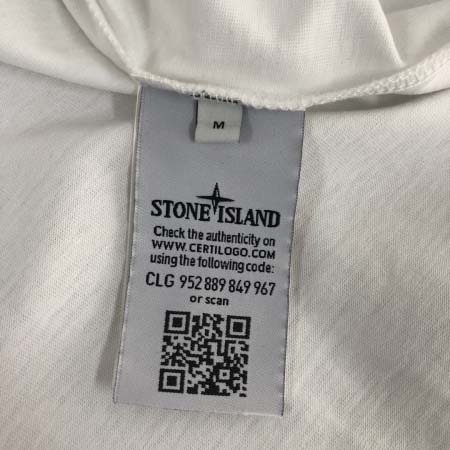 M
STONE ISLAND
Check the authenticity on
WWW.CERTILOGO.COM
using the following code:
CLG 952 889 849 967
or scan